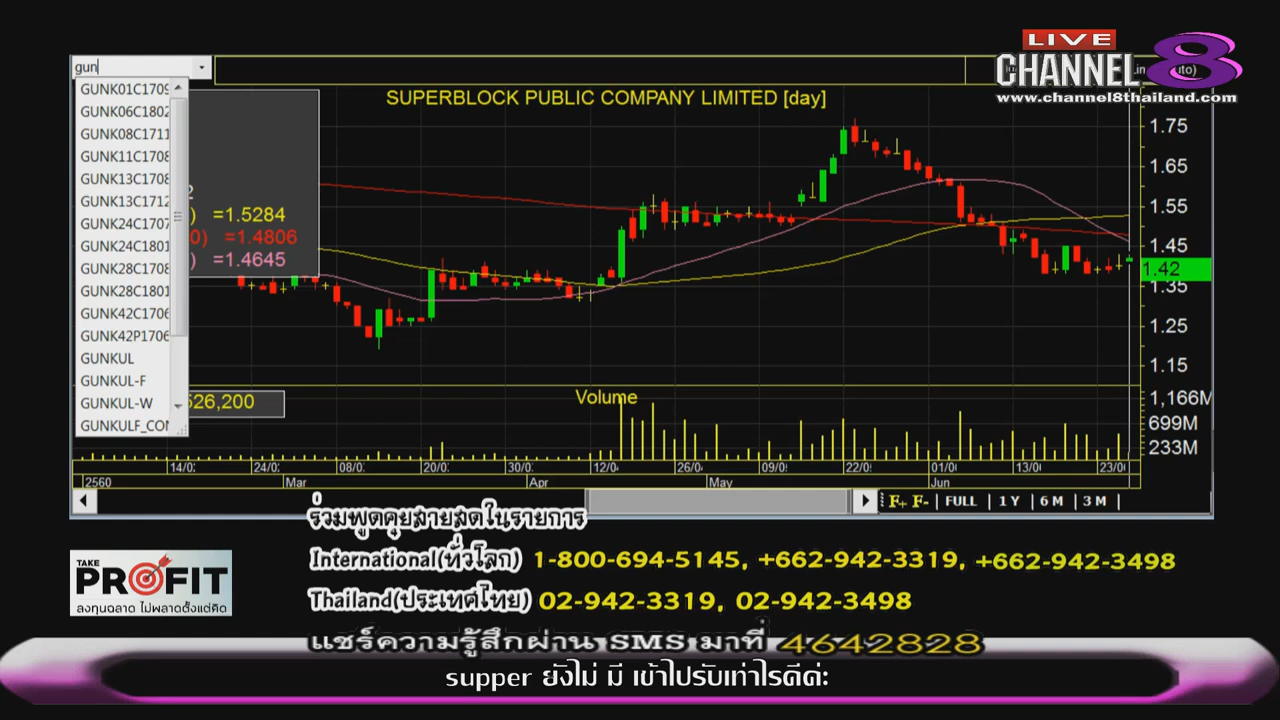 LIVE
CHANNEL 8
www.channel8thailand.com
gun
GUNK01C1709
GUNK06C1802
GUNK08C1711
GUNK11C1708
GUNK13C1708
GUNK13C1712
GUNK24C1707
GUNK24C1801
GUNK28C1708
GUNK28C1801
GUNK42C1706
GUNK42P1706
GUNKUL
GUNKUL-F
GUNKUL-W
GUNKULF_CON
SUPERBLOCK PUBLIC COMPANY LIMITED [day]
2
) =1.5284
0) =1.4806
) =1.4645
1.75
1.65
1.55
1.45
1.42
1.35
1.25
1.15
526,200
Volume
1,166M
699M
233M
14/0 24/0 08/0 20/0 30/0 12/0 26/0 09/0 22/0 01/0 13/0 23/0
2560 Mar Apr May Jun
F+ F- | FULL | 1 Y | 6 M | 3 M |
ร่วมพูดคุยสายสดในรายการ
International(ทั่วโลก) 1-800-694-5145, +662-942-3319, +662-942-3498
Thailand(ประเทศไทย) 02-942-3319, 02-942-3498
แชร์ความรู้สึกผ่าน SMS มาที่ 4642828
TAKE
PROFIT
ลงทุนฉลาด ไม่พลาดตั้งแต่คิด
supper ยังไม่ มี เข้าไปรับเท่าไรดีค่ะ